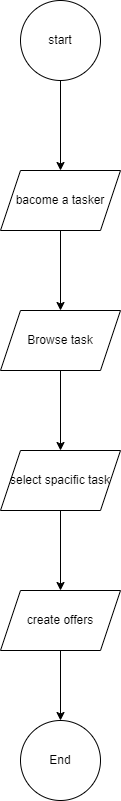 start
bacome a tasker
Browse task
select spacific task
create offers
End